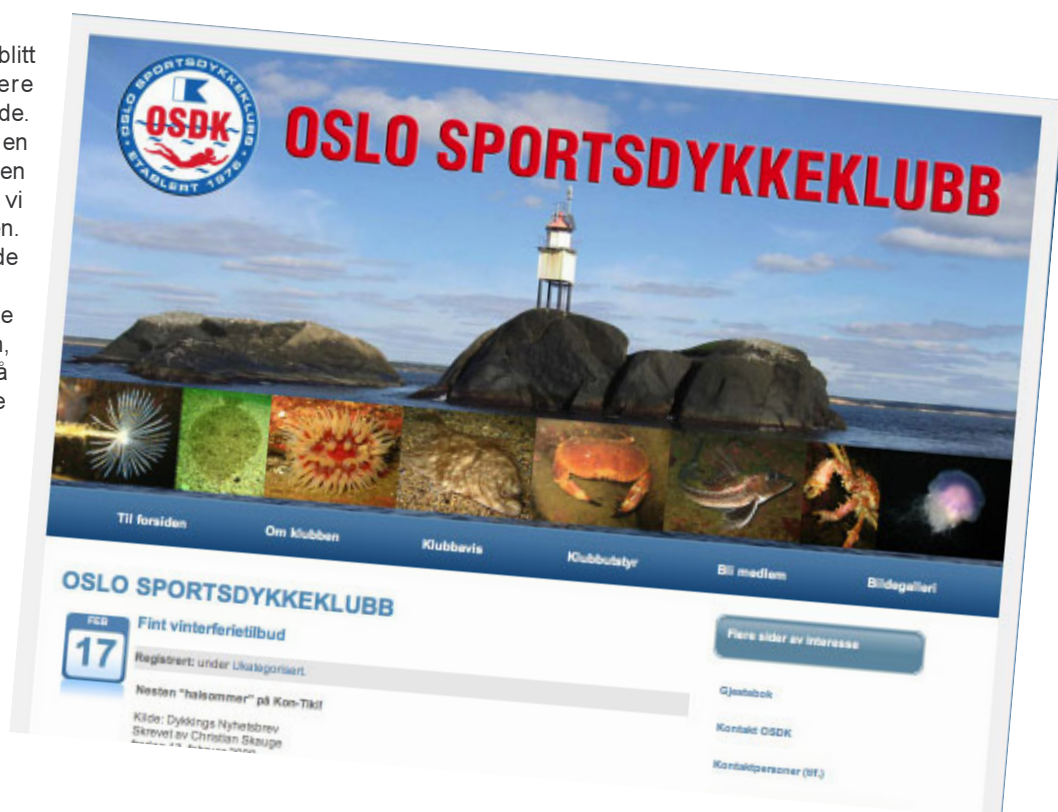 blitt
ere
de.
en
en
vi
n.
de
e
,
å
e
OSLO SPORTSDYKKEKLUBB
OSDK
ETABLERT 1976
OSLO SPORTSDYKKEKLUBB
Til forsiden
Om klubben
Klubbavis
Klubbutstyr
Bli medlem
Bildegalleri
OSLO SPORTSDYKKEKLUBB
FEB
17
Fint vinterferietilbud
Registrert: under Ukategorisert.
Nesten "halsommer" på Kon-Tiki!
Kilde: Dykkings Nyhetsbrev
Skrevet av Christian Skauge
Flere sider av interesse
Gjestebok
Kontakt OSDK
Kontaktpersoner (tlf.)